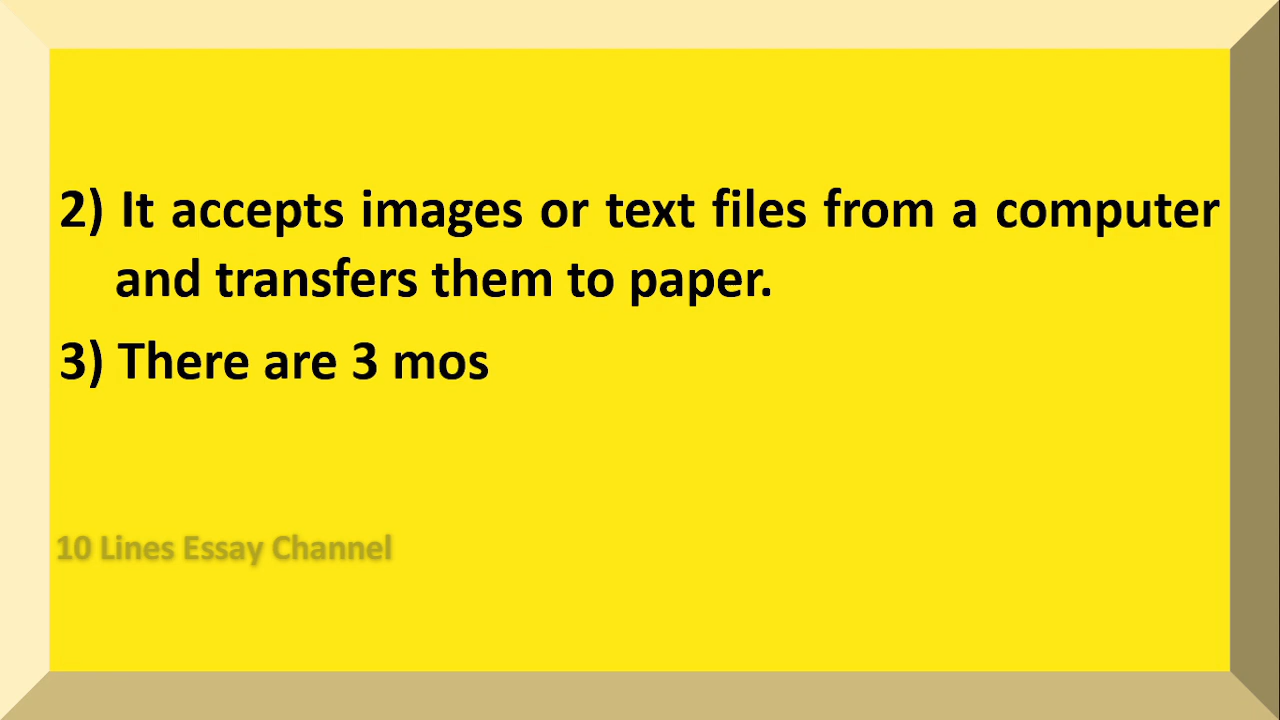 2) It accepts images or text files from a computer
and transfers them to paper.
3) There are 3 mos
10 Lines Essay Channel